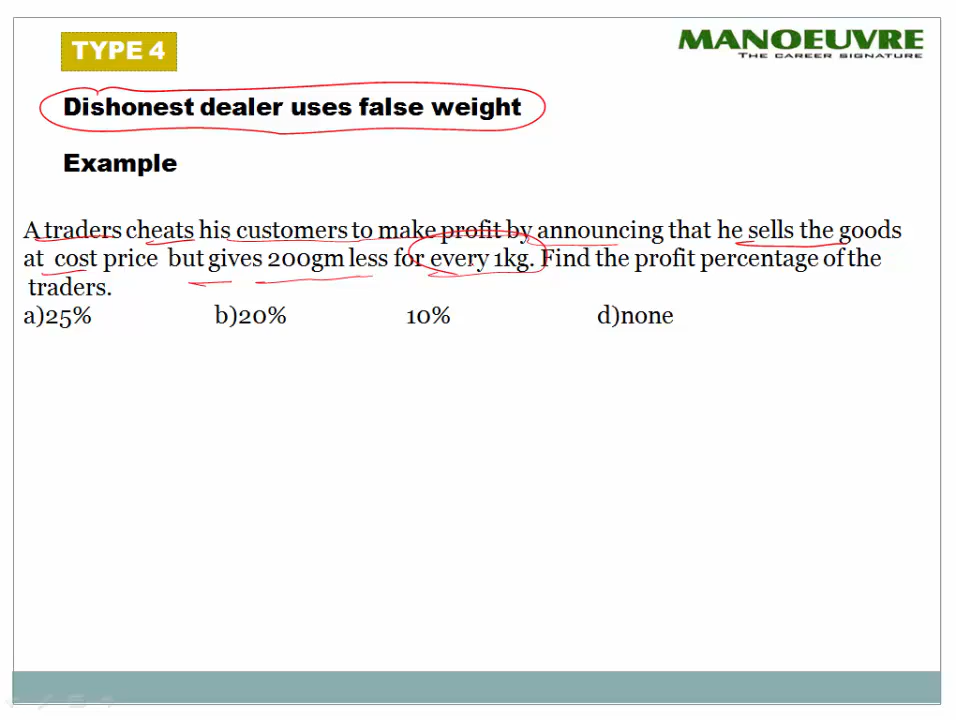 TYPE 4
MANOEUVRE
THE CAREER SIGNATURE
Dishonest dealer uses false weight
Example
A traders cheats his customers to make profit by announcing that he sells the goods
at cost price but gives 200gm less for every 1kg. Find the profit percentage of the
traders.
a)25% b)20% 10% d)none